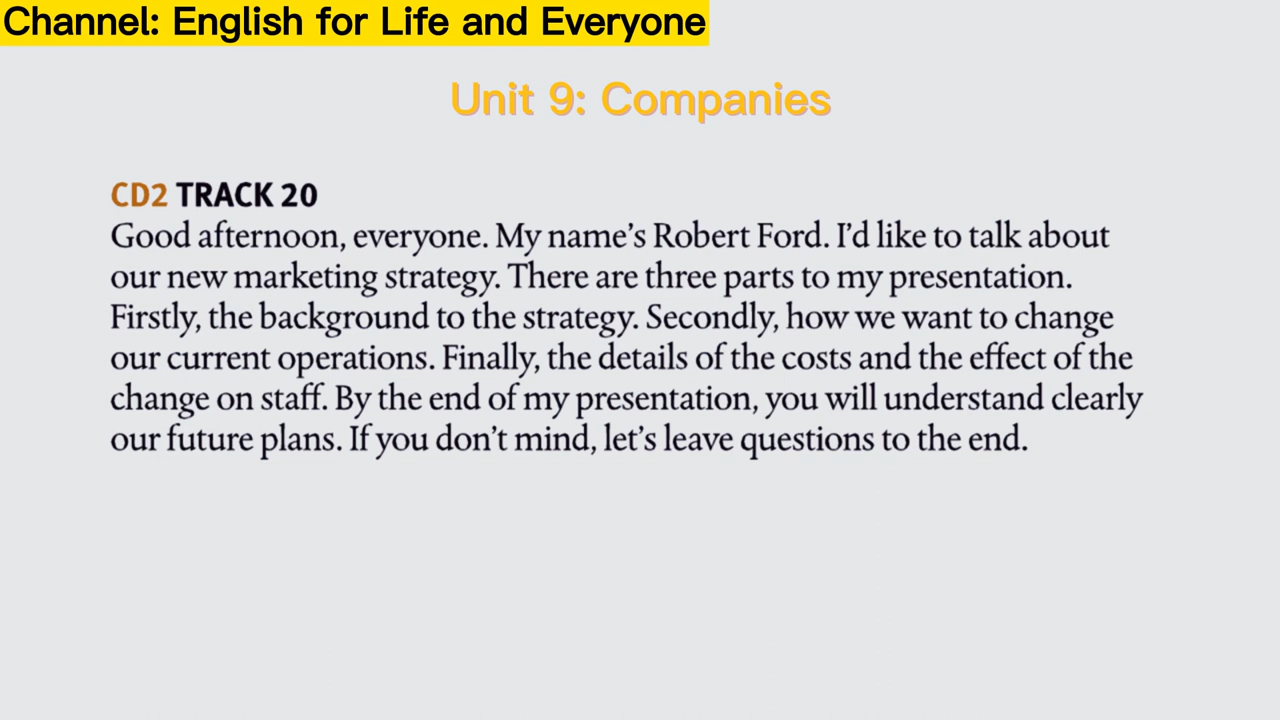 Channel: English for Life and Everyone
Unit 9: Companies
CD2 TRACK 20
Good afternoon, everyone. My name’s Robert Ford. I’d like to talk about
our new marketing strategy. There are three parts to my presentation.
Firstly, the background to the strategy. Secondly, how we want to change
our current operations. Finally, the details of the costs and the effect of the
change on staff. By the end of my presentation, you will understand clearly
our future plans. If you don’t mind, let’s leave questions to the end.